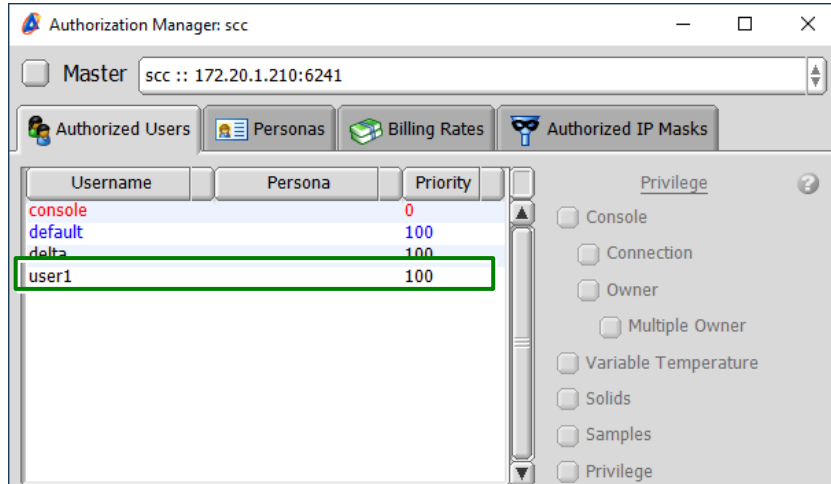 Authorization Manager: scc
Master scc :: 172.20.1.210:6241
Authorized Users Personas Billing Rates Authorized IP Masks
Username Persona Priority Privilege ?
console 0 Console
default 100
delta 100 Connection
user1 100
Owner
Multiple Owner
Variable Temperature
Solids
Samples
Privilege